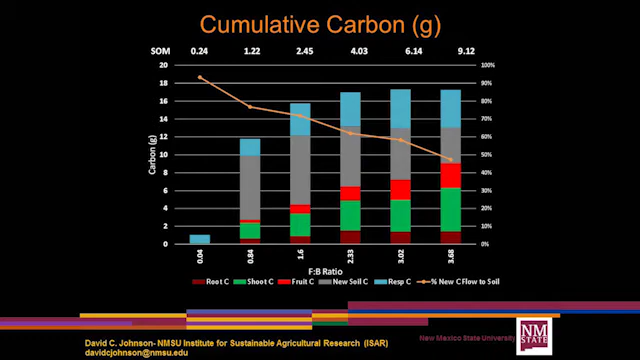 Cumulative Carbon (g)
SOM 0.24 1.22 2.45 4.03 6.14 9.12
20 100%
18 90%
16 80%
14 70%
12 60%
10 50%
8 40%
6 30%
4 20%
2 10%
0 0%
Carbon (g)
0.04 0.84 1.6 2.33 3.02 3.68
F:B Ratio
Root C Shoot C Fruit C New Soil C Resp C % New C Flow to Soil
New Mexico State University
NM
STATE
David C. Johnson- NMSU Institute for Sustainable Agricultural Research (ISAR)
davidcjohnson@nmsu.edu